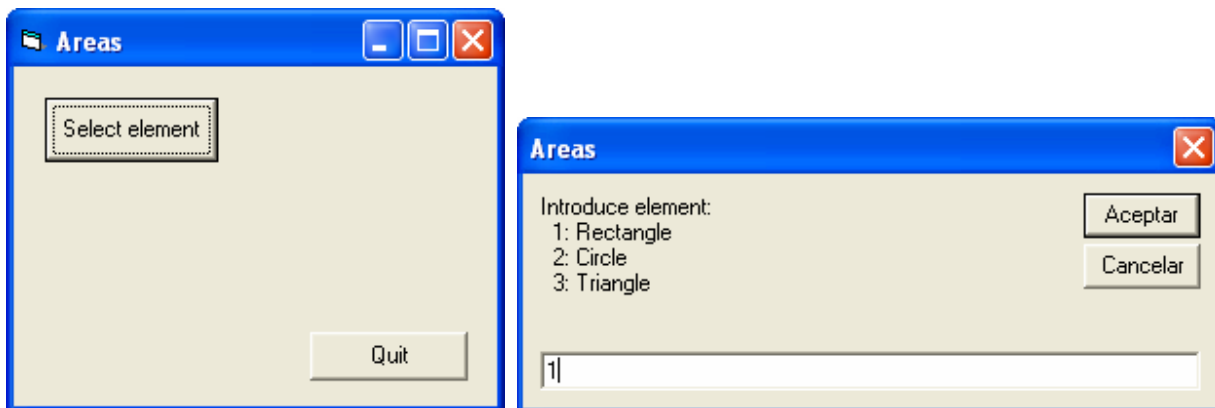 Areas
Select element
Quit
Areas
Introduce element:
1: Rectangle
2: Circle
3: Triangle
Aceptar
Cancelar
1